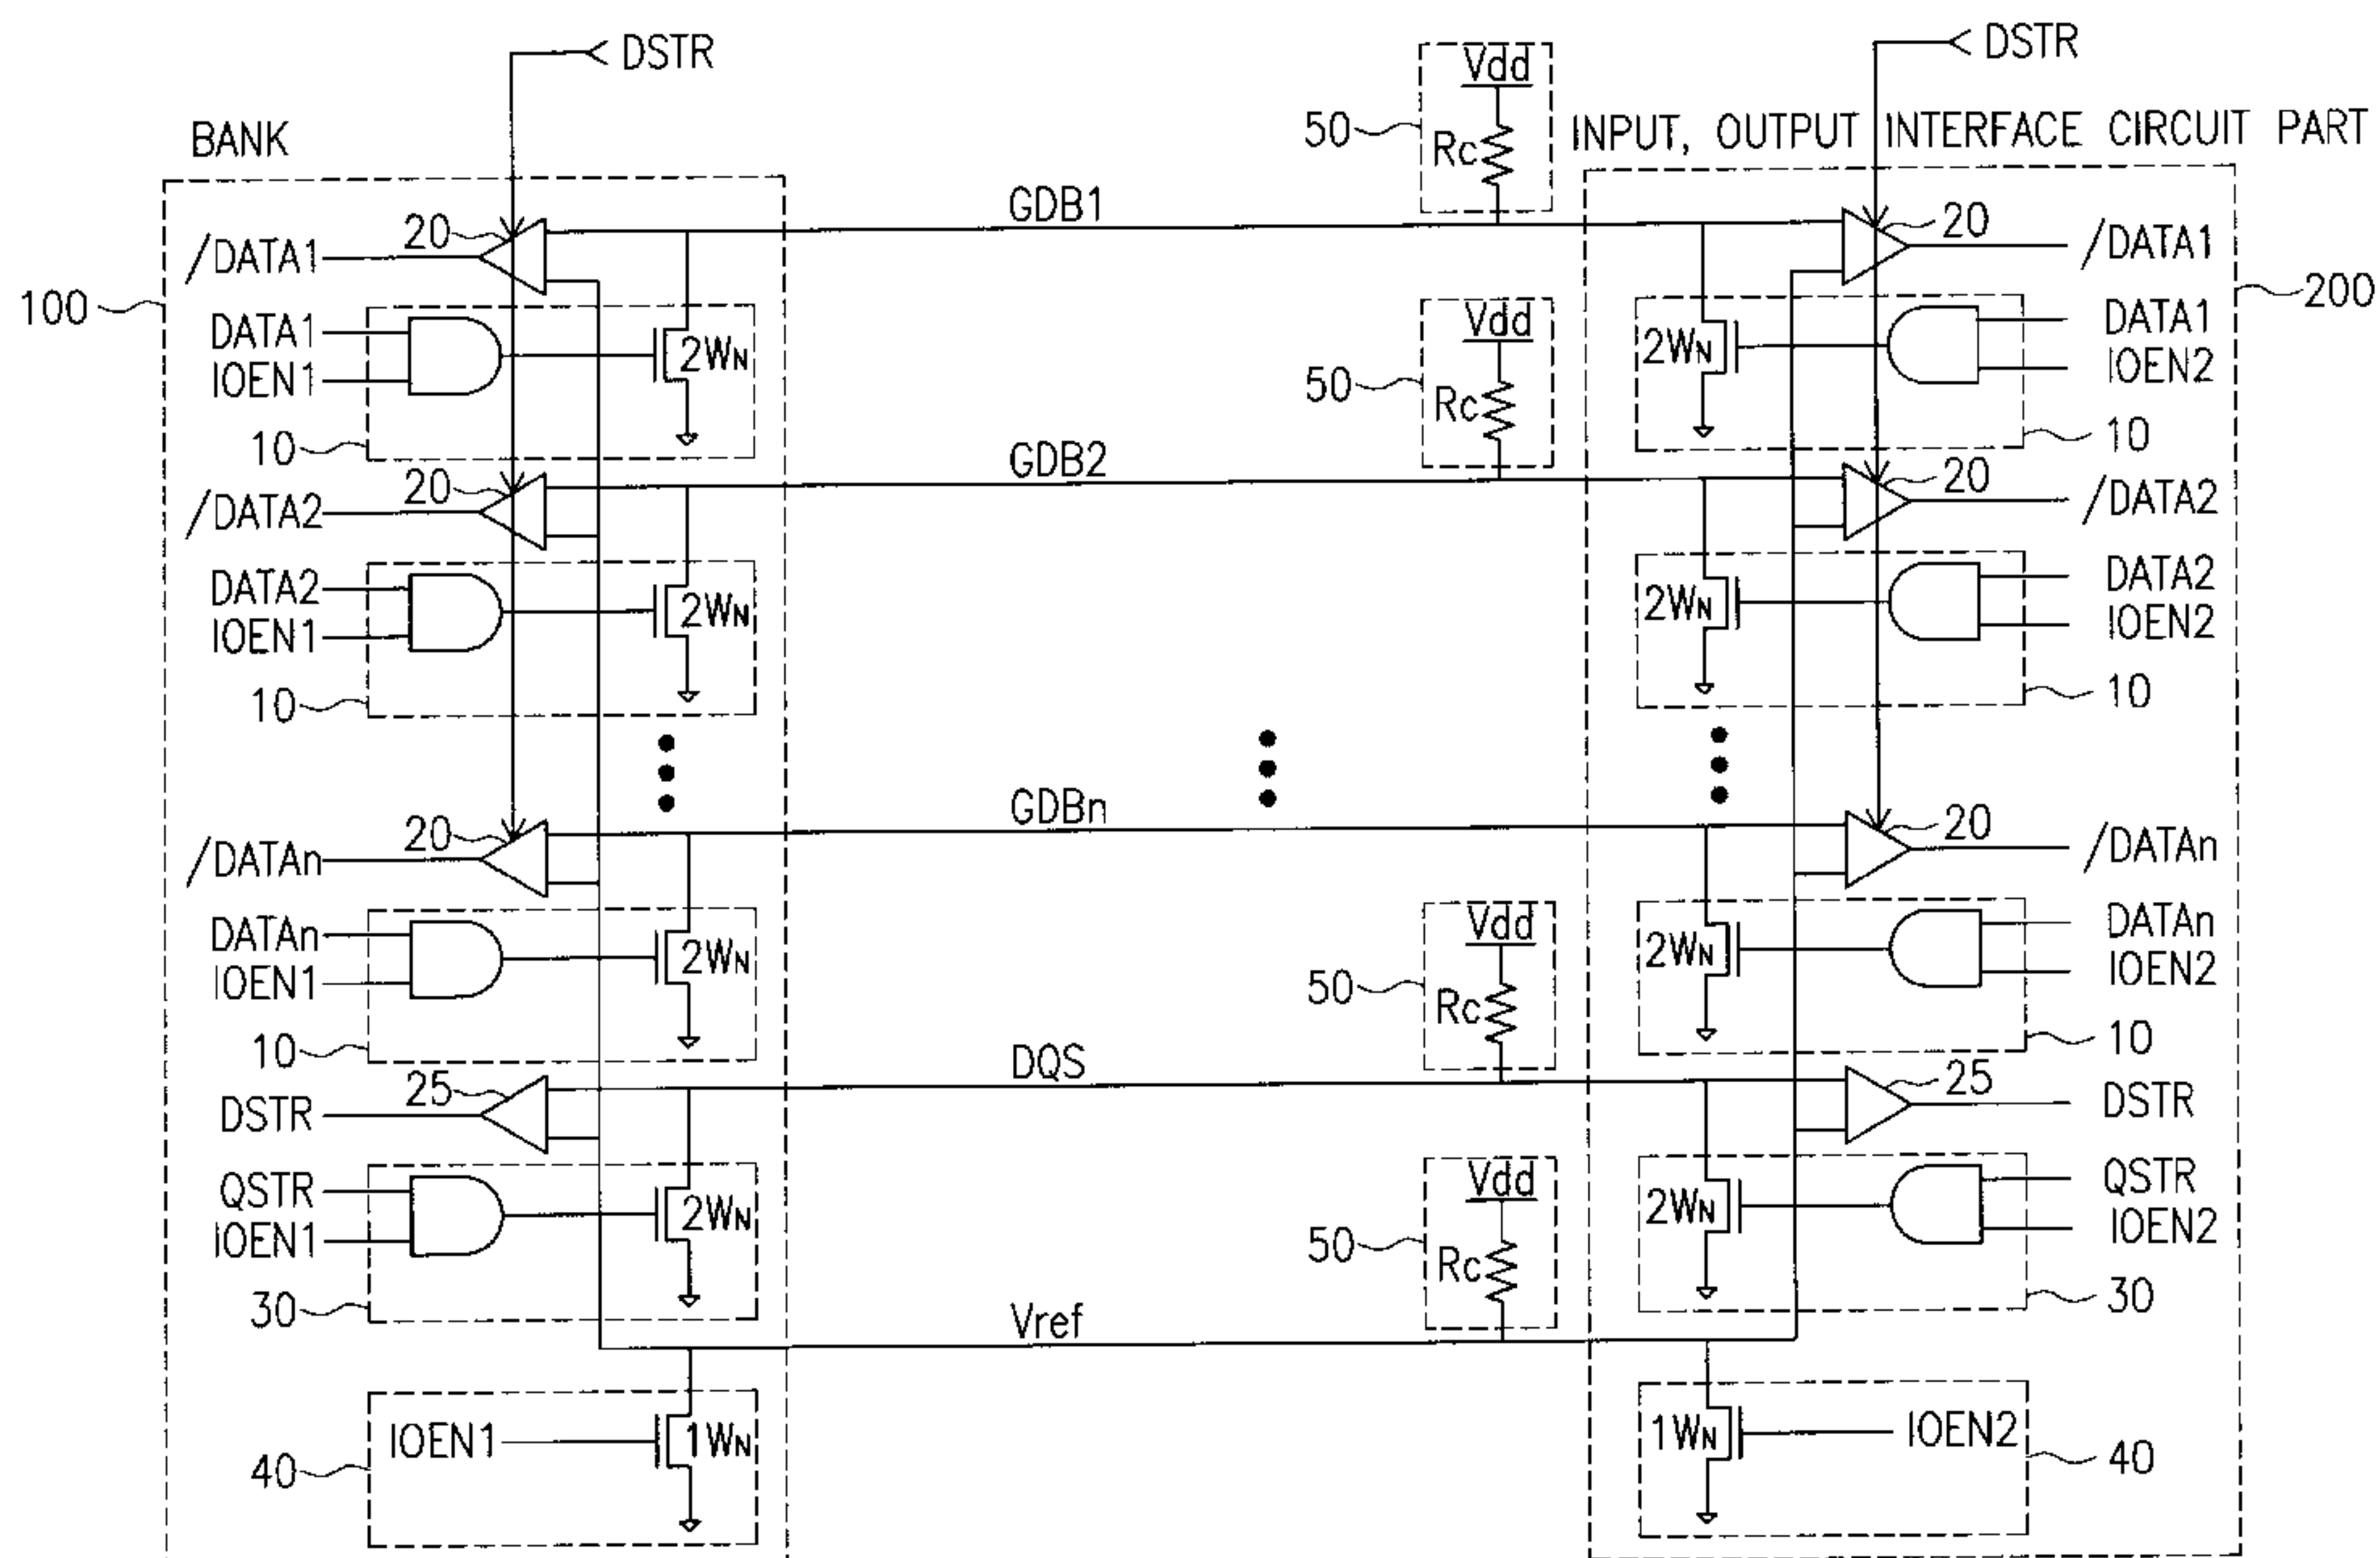 DSTR
DSTR
Vdd
50
Rc
BANK
INPUT, OUTPUT INTERFACE CIRCUIT PART
GDB1
20
20
/DATA1
/DATA1
100
200
DATA1
IOEN1
2WN
Vdd
50
Rc
2WN
DATA1
IOEN2
10
10
GDB2
20
20
/DATA2
/DATA2
DATA2
IOEN1
2WN
2WN
DATA2
IOEN2
10
10
GDBn
20
20
/DATAn
/DATAn
DATAn
IOEN1
2WN
Vdd
50
Rc
2WN
DATAn
IOEN2
10
10
DQS
25
25
DSTR
DSTR
QSTR
IOEN1
2WN
Vdd
50
Rc
2WN
QSTR
IOEN2
30
30
Vref
IOEN1
1WN
1WN
IOEN2
40
40